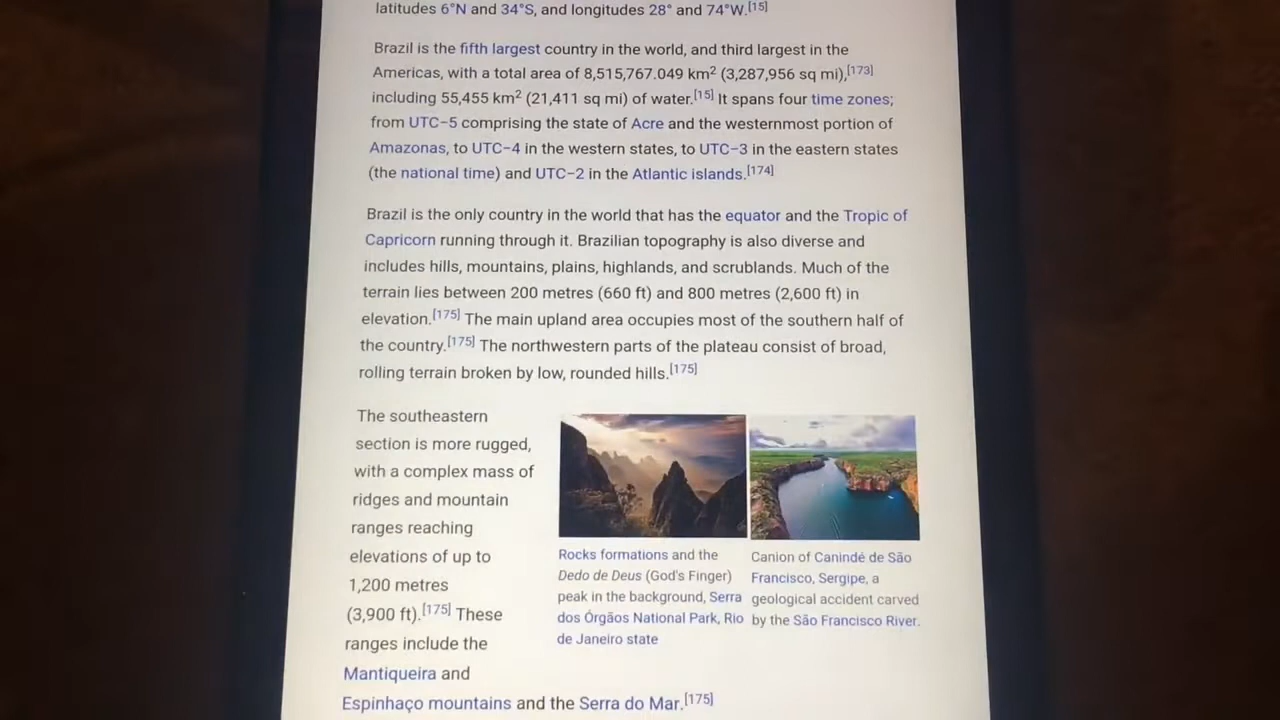 latitudes 6°N and 34°S, and longitudes 28° and 74°W.[15]
Brazil is the fifth largest country in the world, and third largest in the
Americas, with a total area of 8,515,767.049 km² (3,287,956 sq mi),[173]
including 55,455 km² (21,411 sq mi) of water.[15] It spans four time zones;
from UTC−5 comprising the state of Acre and the westernmost portion of
Amazonas, to UTC−4 in the western states, to UTC−3 in the eastern states
(the national time) and UTC−2 in the Atlantic islands.[174]
Brazil is the only country in the world that has the equator and the Tropic of
Capricorn running through it. Brazilian topography is also diverse and
includes hills, mountains, plains, highlands, and scrublands. Much of the
terrain lies between 200 metres (660 ft) and 800 metres (2,600 ft) in
elevation.[175] The main upland area occupies most of the southern half of
the country.[175] The northwestern parts of the plateau consist of broad,
rolling terrain broken by low, rounded hills.[175]
The southeastern
section is more rugged,
with a complex mass of
ridges and mountain
ranges reaching
elevations of up to
1,200 metres
(3,900 ft).[175] These
ranges include the
Mantiqueira and
Espinhaço mountains and the Serra do Mar.[175]
Rocks formations and the
Dedo de Deus (God's Finger)
peak in the background, Serra
dos Órgãos National Park, Rio
de Janeiro state
Canion of Canindé de São
Francisco, Sergipe, a
geological accident carved
by the São Francisco River.